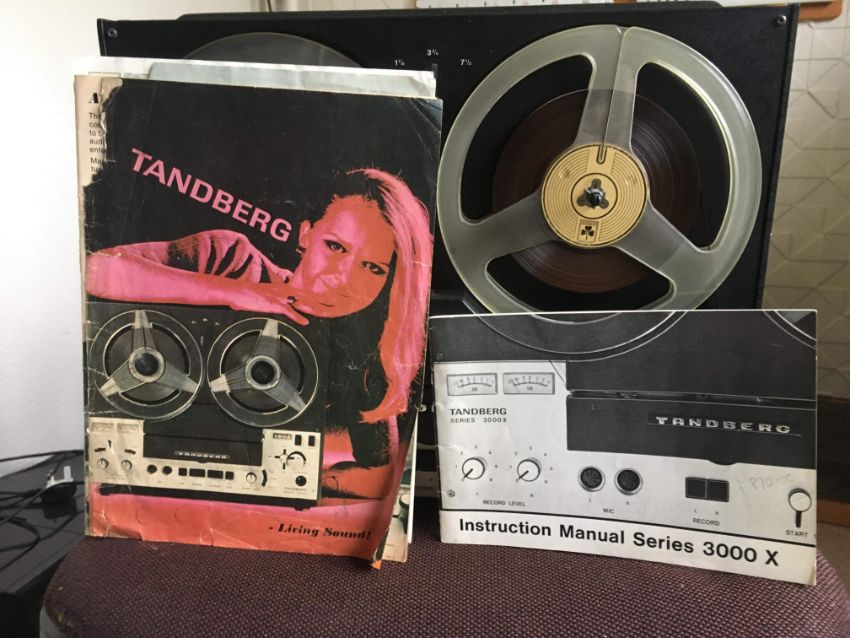 3¾
1⅞
7½
TANDBERG
TANDBERG
- Living Sound!
TANDBERG
SERIES 3000X
TANDBERG
RECORD LEVEL
L
R
MIC
L
R
RECORD
START
Instruction Manual Series 3000 X